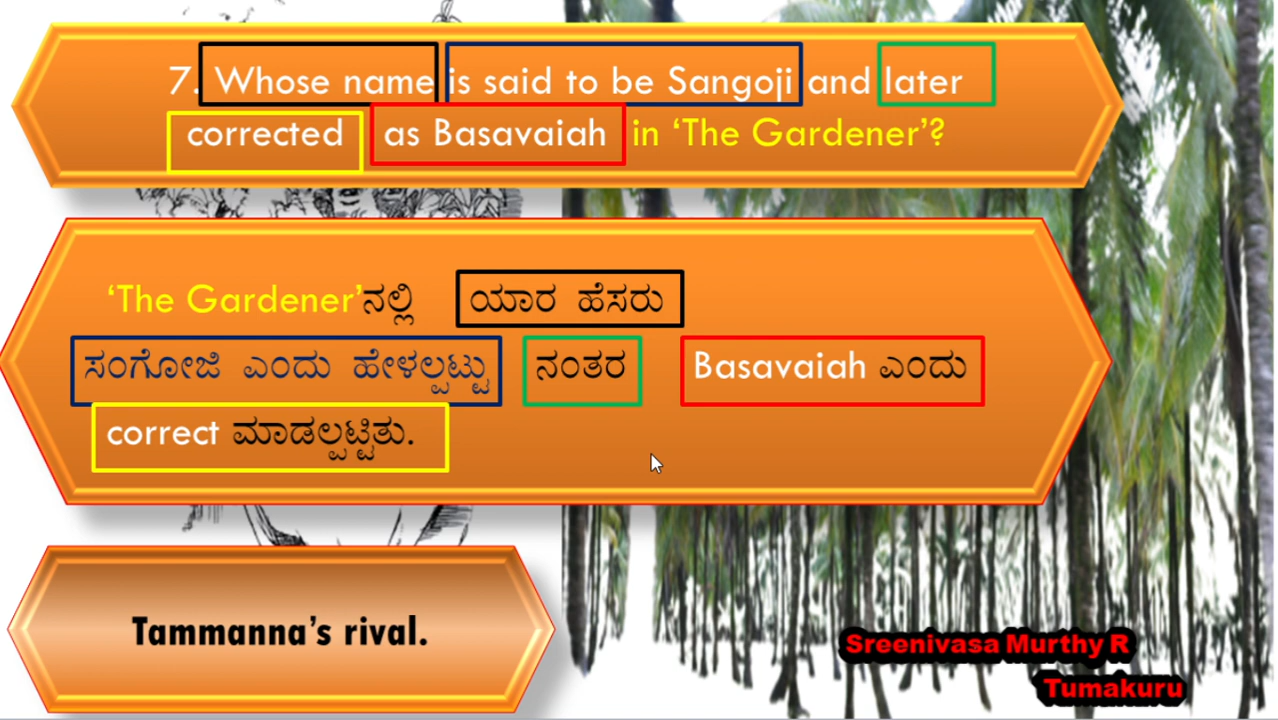 7. Whose name is said to be Sangoji and later
corrected as Basavaiah in ‘The Gardener’?
‘The Gardener’ನಲ್ಲಿ ಯಾರ ಹೆಸರು
ಸಂಗೋಜಿ ಎಂದು ಹೇಳಲ್ಪಟ್ಟು ನಂತರ Basavaiah ಎಂದು
correct ಮಾಡಲ್ಪಟ್ಟಿತು.
Tammanna’s rival.
Sreenivasa Murthy R
Tumakuru